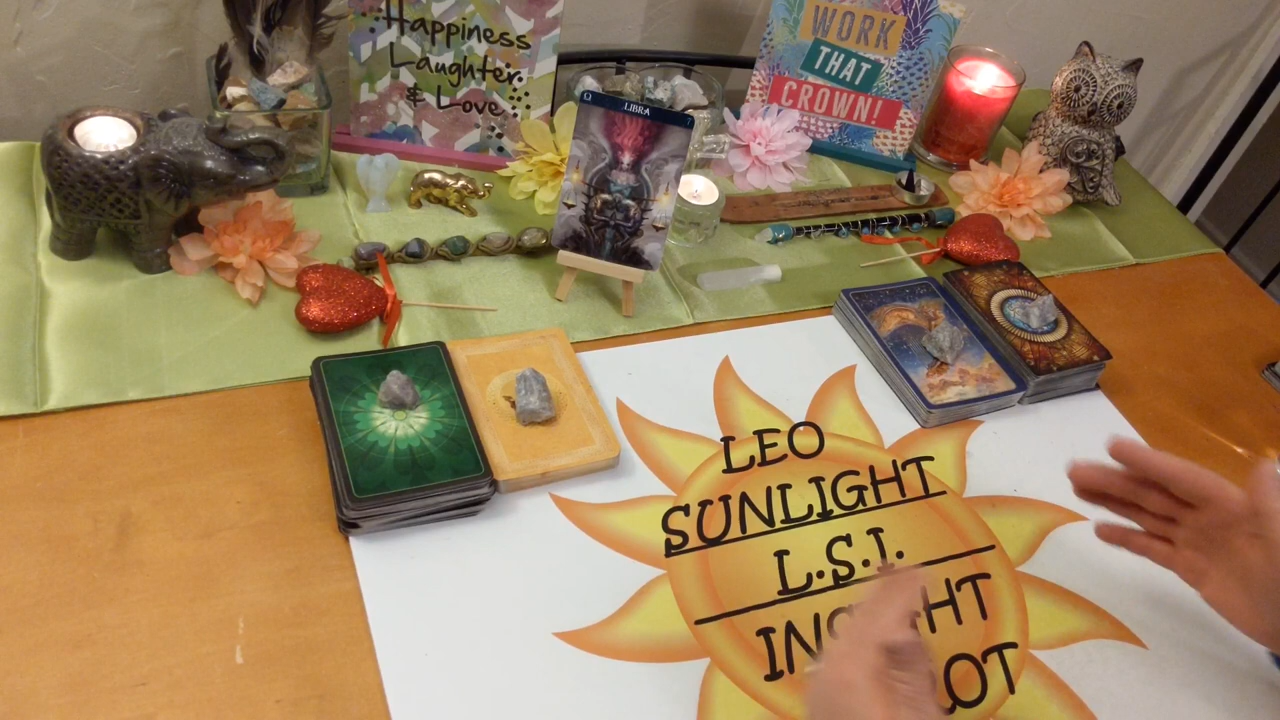 Happiness
Laughter
& Love
WORK
THAT
CROWN!
LIBRA
LEO
SUNLIGHT
L.S.I.